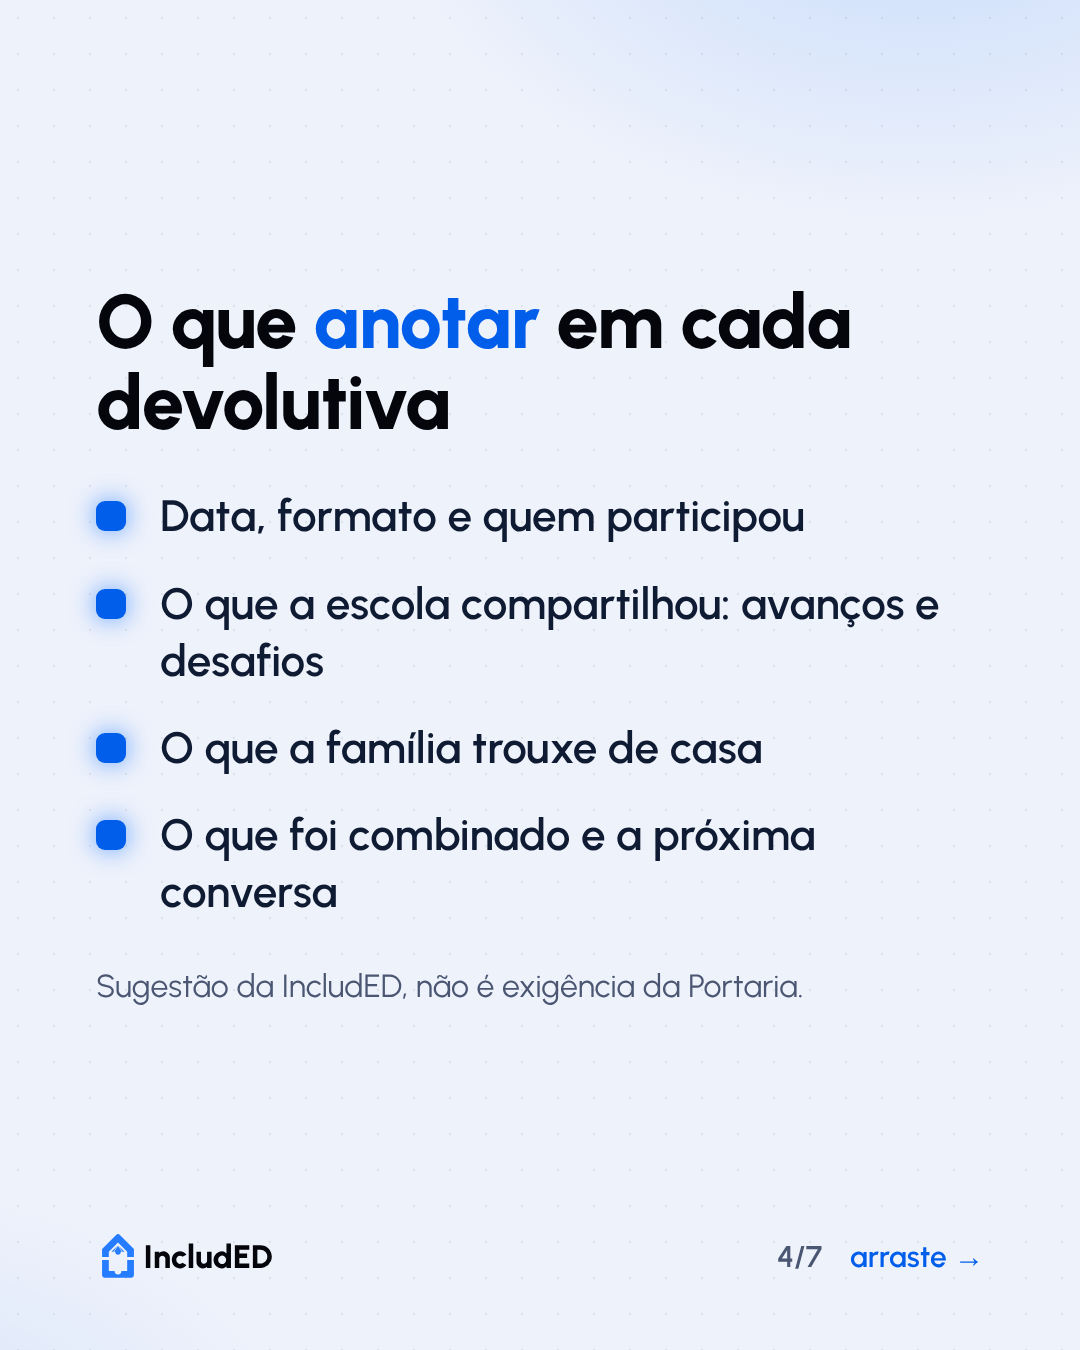 O que anotar em cada
devolutiva
Data, formato e quem participou
O que a escola compartilhou: avanços e
desafios
O que a família trouxe de casa
O que foi combinado e a próxima
conversa
Sugestão da IncludED, não é exigência da Portaria.
IncludED
4/7 arraste →